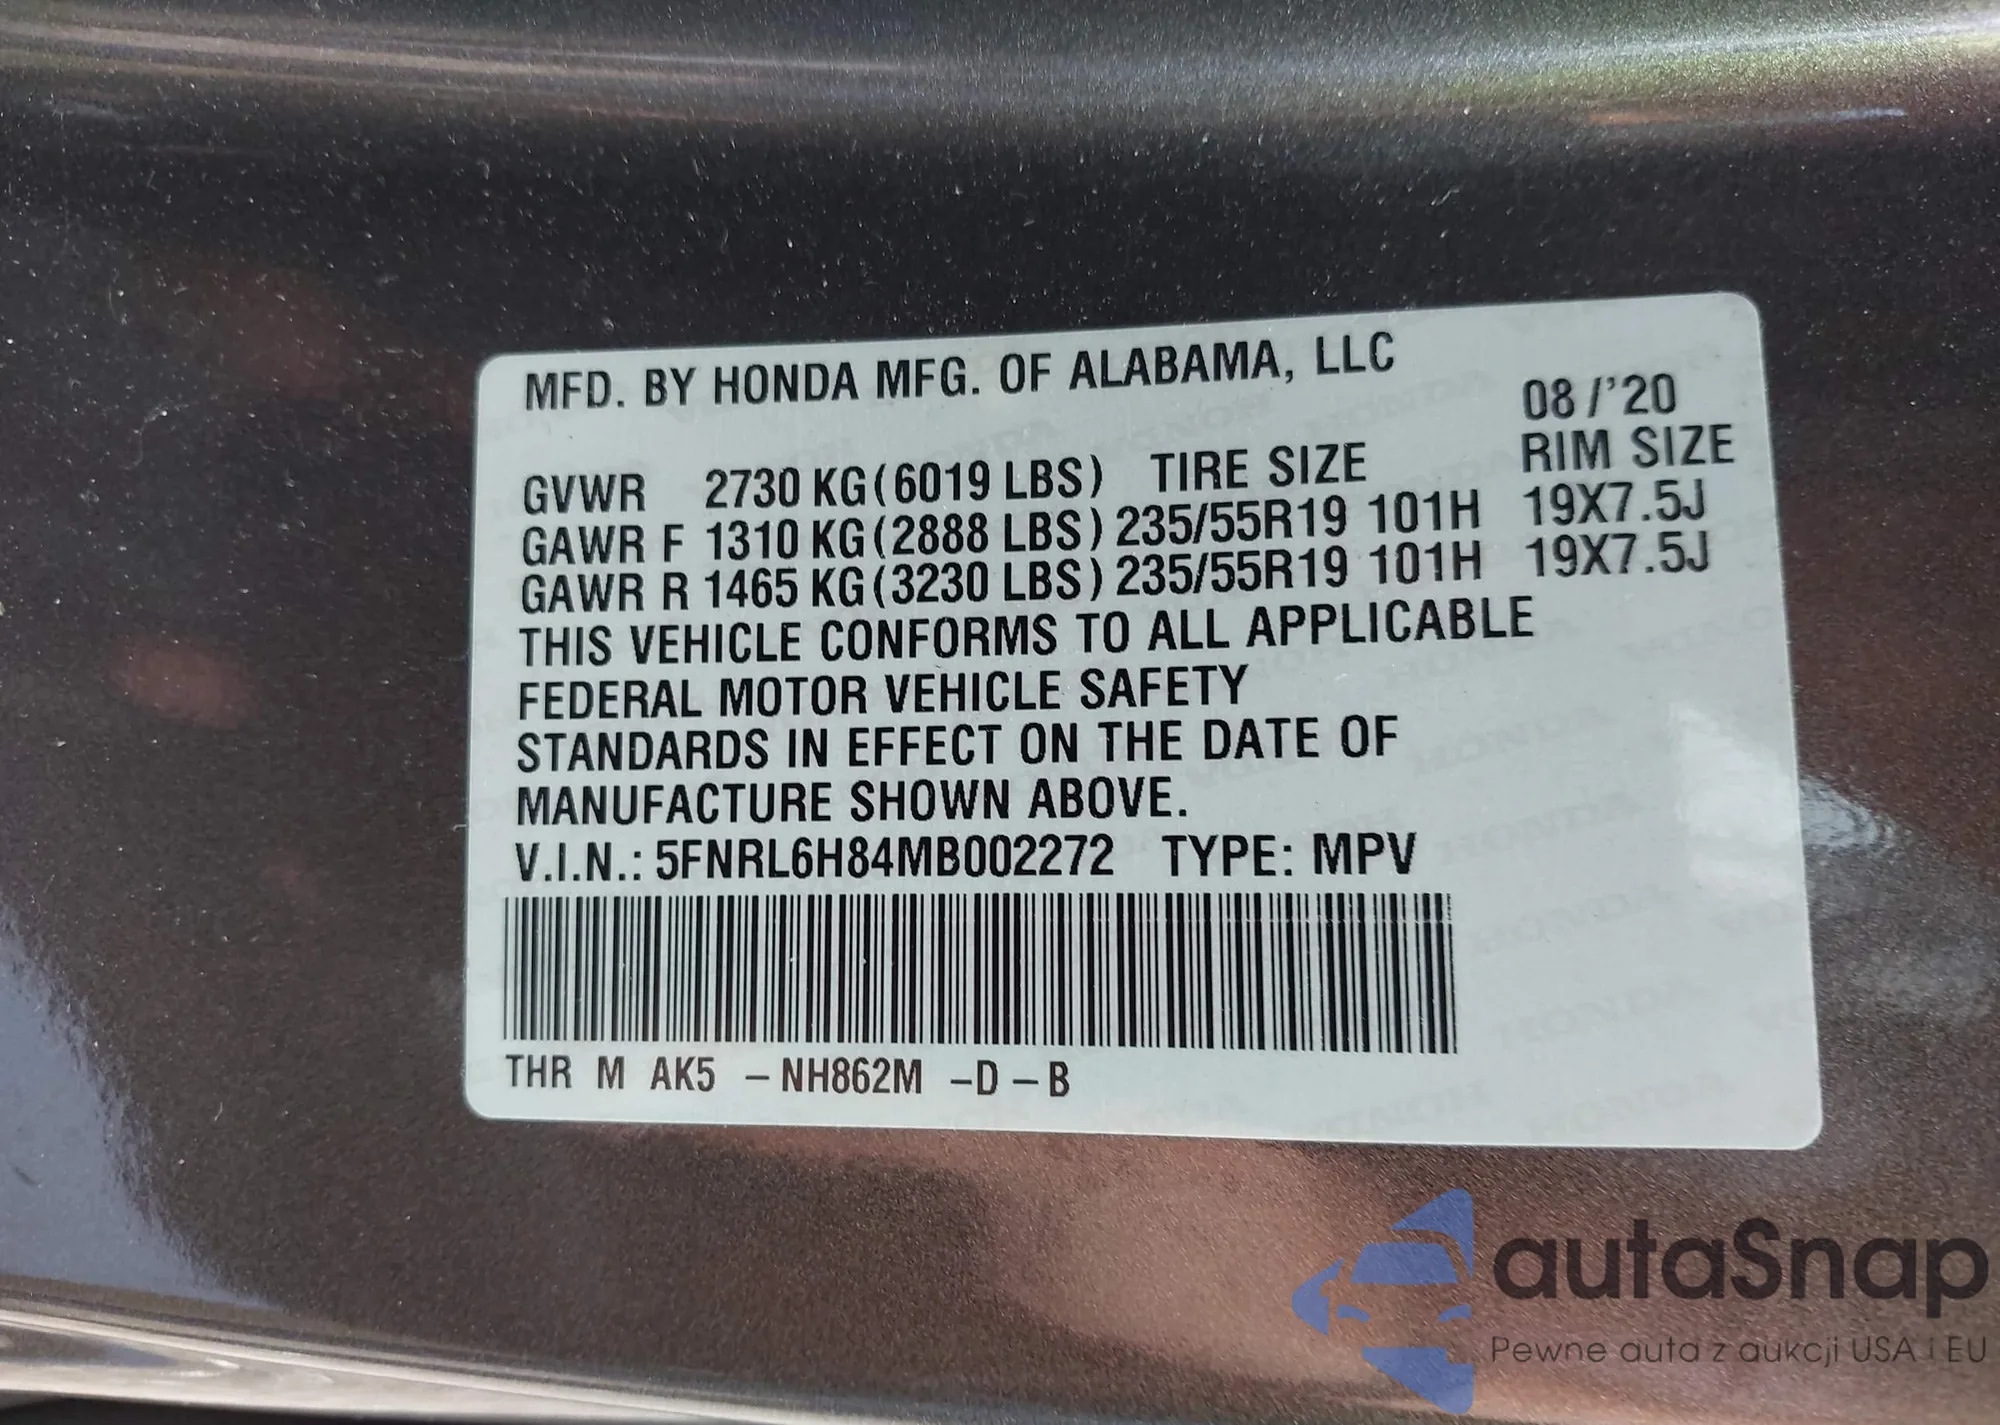 MFD. BY HONDA MFG. OF ALABAMA, LLC
08/'20
GVWR 2730 KG(6019 LBS) TIRE SIZE RIM SIZE
GAWR F 1310 KG(2888 LBS) 235/55R19 101H 19X7.5J
GAWR R 1465 KG(3230 LBS) 235/55R19 101H 19X7.5J
THIS VEHICLE CONFORMS TO ALL APPLICABLE
FEDERAL MOTOR VEHICLE SAFETY
STANDARDS IN EFFECT ON THE DATE OF
MANUFACTURE SHOWN ABOVE.
V.I.N.: 5FNRL6H84MB002272 TYPE: MPV
THR M AK5 -NH862M -D-B
autaSnap
Pewne auta z aukcji USA i EU